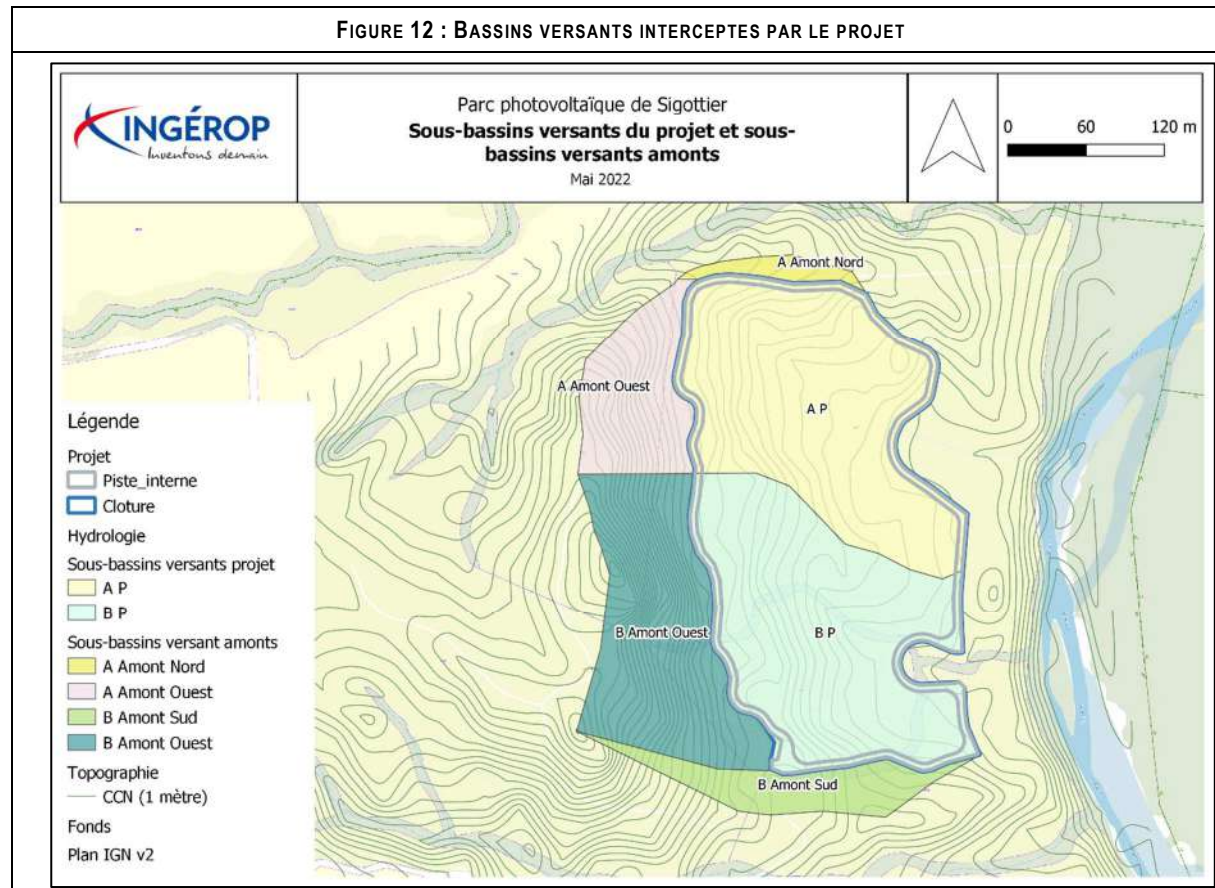 FIGURE 12 : BASSINS VERSANTS INTERCEPTES PAR LE PROJET
INGÉROP
Inventons demain
Parc photovoltaïque de Sigottier
Sous-bassins versants du projet et sous-
bassins versants amonts
Mai 2022
0 60 120 m
A Amont Nord
A Amont Ouest
A P
B Amont Ouest
B P
B Amont Sud
Légende
Projet
Piste_interne
Cloture
Hydrologie
Sous-bassins versants projet
A P
B P
Sous-bassins versant amonts
A Amont Nord
A Amont Ouest
B Amont Sud
B Amont Ouest
Topographie
CCN (1 mètre)
Fonds
Plan IGN v2